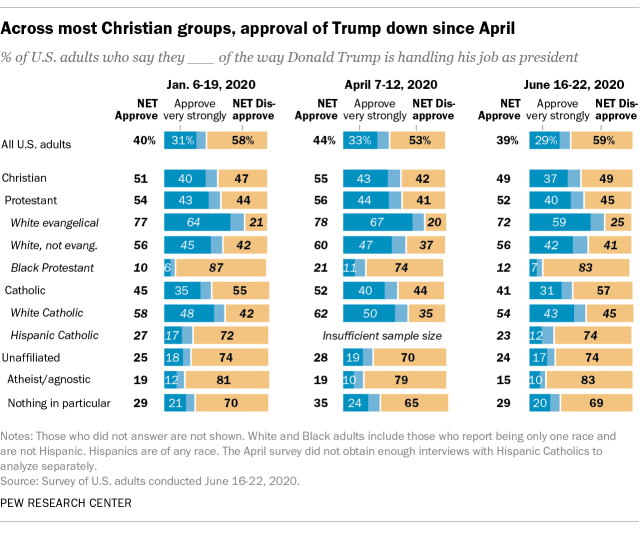 Across most Christian groups, approval of Trump down since April
% of U.S. adults who say they ___ of the way Donald Trump is handling his job as president
Jan. 6-19, 2020 April 7-12, 2020 June 16-22, 2020
NET Approve Approve very strongly NET Dis-approve NET Approve Approve very strongly NET Dis-approve NET Approve Approve very strongly NET Dis-approve
All U.S. adults 40% 31% 58% 44% 33% 53% 39% 29% 59%
Christian 51 40 47 55 43 42 49 37 49
Protestant 54 43 44 56 44 41 52 40 45
White evangelical 77 64 21 78 67 20 72 59 25
White, not evang. 56 45 42 60 47 37 56 42 41
Black Protestant 10 6 87 21 11 74 12 7 83
Catholic 45 35 55 52 40 44 41 31 57
White Catholic 58 48 42 62 50 35 54 43 45
Hispanic Catholic 27 17 72 Insufficient sample size 23 12 74
Unaffiliated 25 18 74 28 19 70 24 17 74
Atheist/agnostic 19 12 81 19 10 79 15 10 83
Nothing in particular 29 21 70 35 24 65 29 20 69
Notes: Those who did not answer are not shown. White and Black adults include those who report being only one race and
are not Hispanic. Hispanics are of any race. The April survey did not obtain enough interviews with Hispanic Catholics to
analyze separately.
Source: Survey of U.S. adults conducted June 16-22, 2020.
PEW RESEARCH CENTER